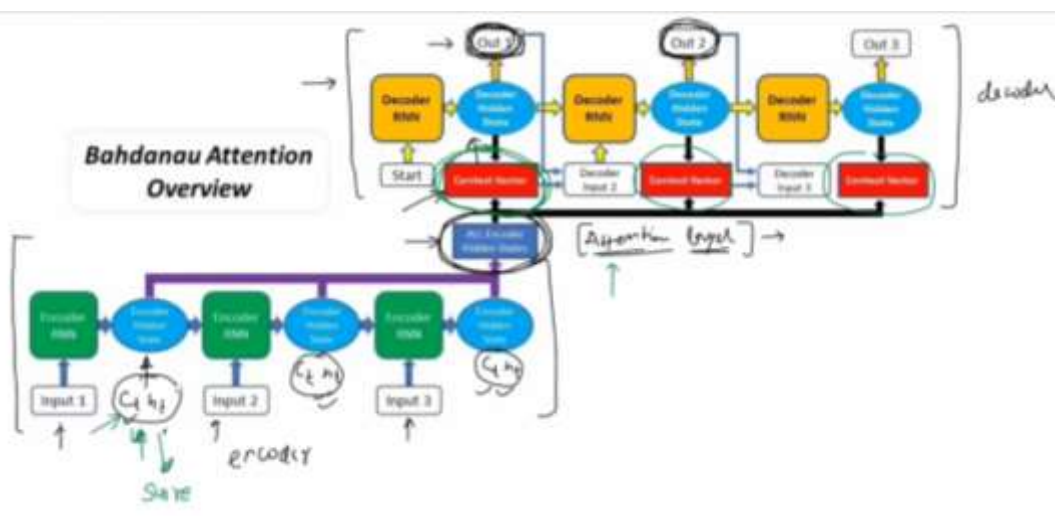 Out 1
Out 2
Out 3
Decoder
RNN
Decoder
Hidden
State
Decoder
RNN
Decoder
Hidden
State
Decoder
RNN
Decoder
Hidden
State
decoder
Bahdanau Attention
Overview
Start
Context Vector
Decoder
Input 2
Context Vector
Decoder
Input 3
Context Vector
ALL Encoder
Hidden States
Attention layer
Encoder
RNN
Encoder
Hidden
State
Encoder
RNN
Encoder
Hidden
State
Encoder
RNN
Encoder
Hidden
State
Input 1
Ct ht
Input 2
Ct ht
Input 3
Ct ht
encoder